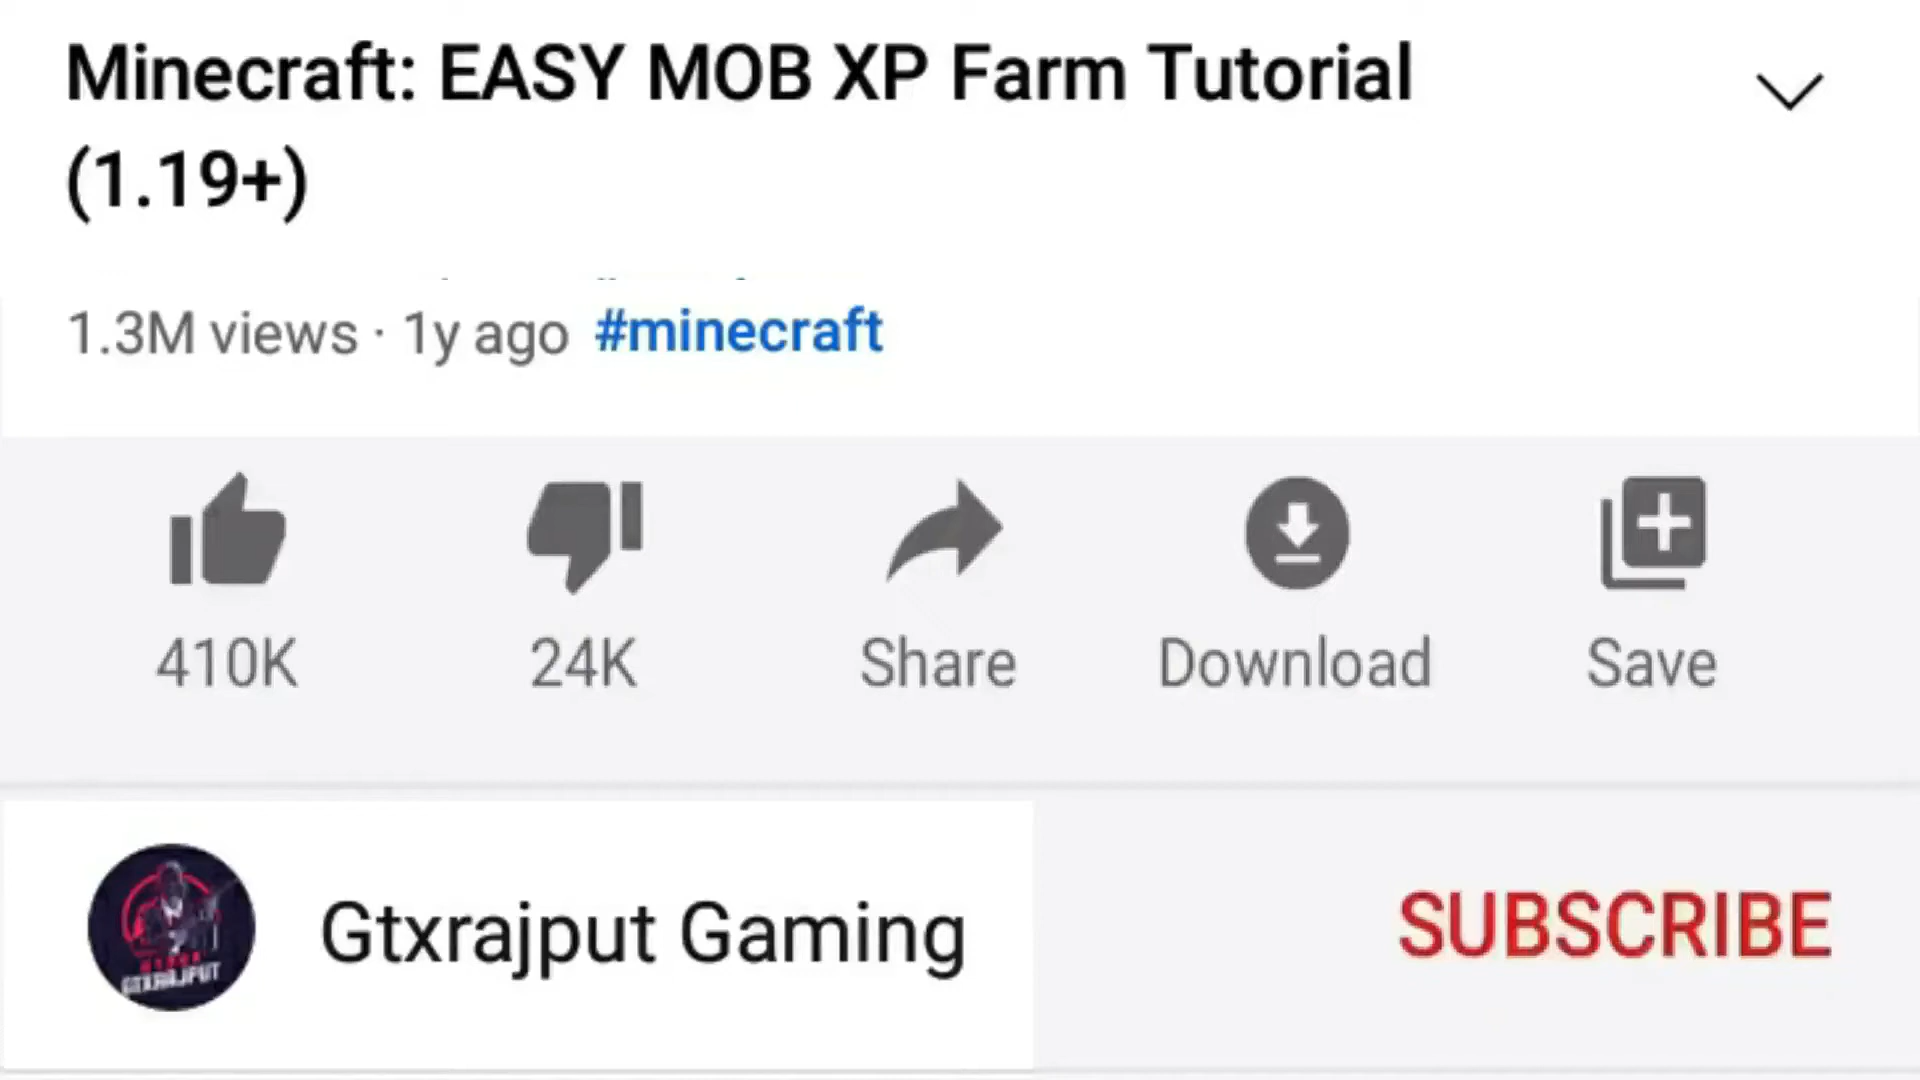 Minecraft: EASY MOB XP Farm Tutorial
(1.19+)
1.3M views · 1y ago #minecraft
410K 24K Share Download Save
GTXRAJPUT
Gtxrajput Gaming SUBSCRIBE